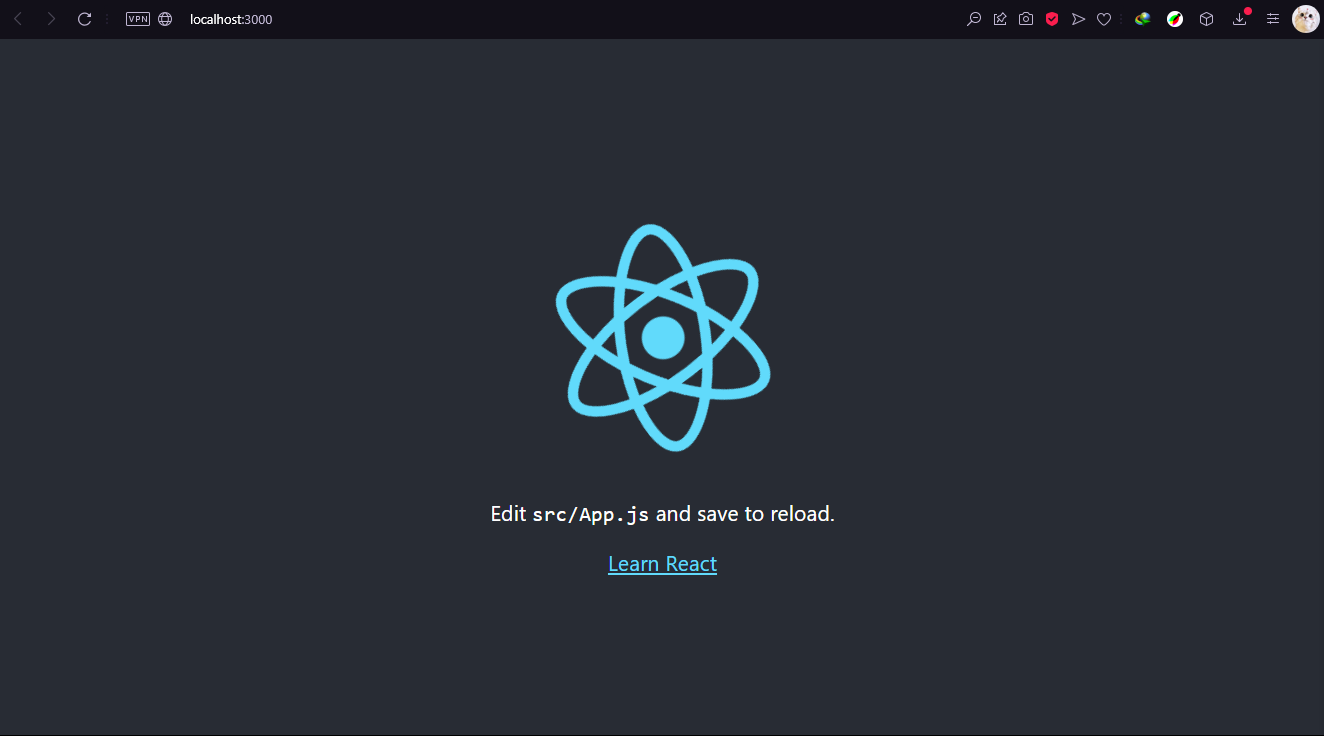 VPN
localhost:3000
Edit src/App.js and save to reload.
Learn React